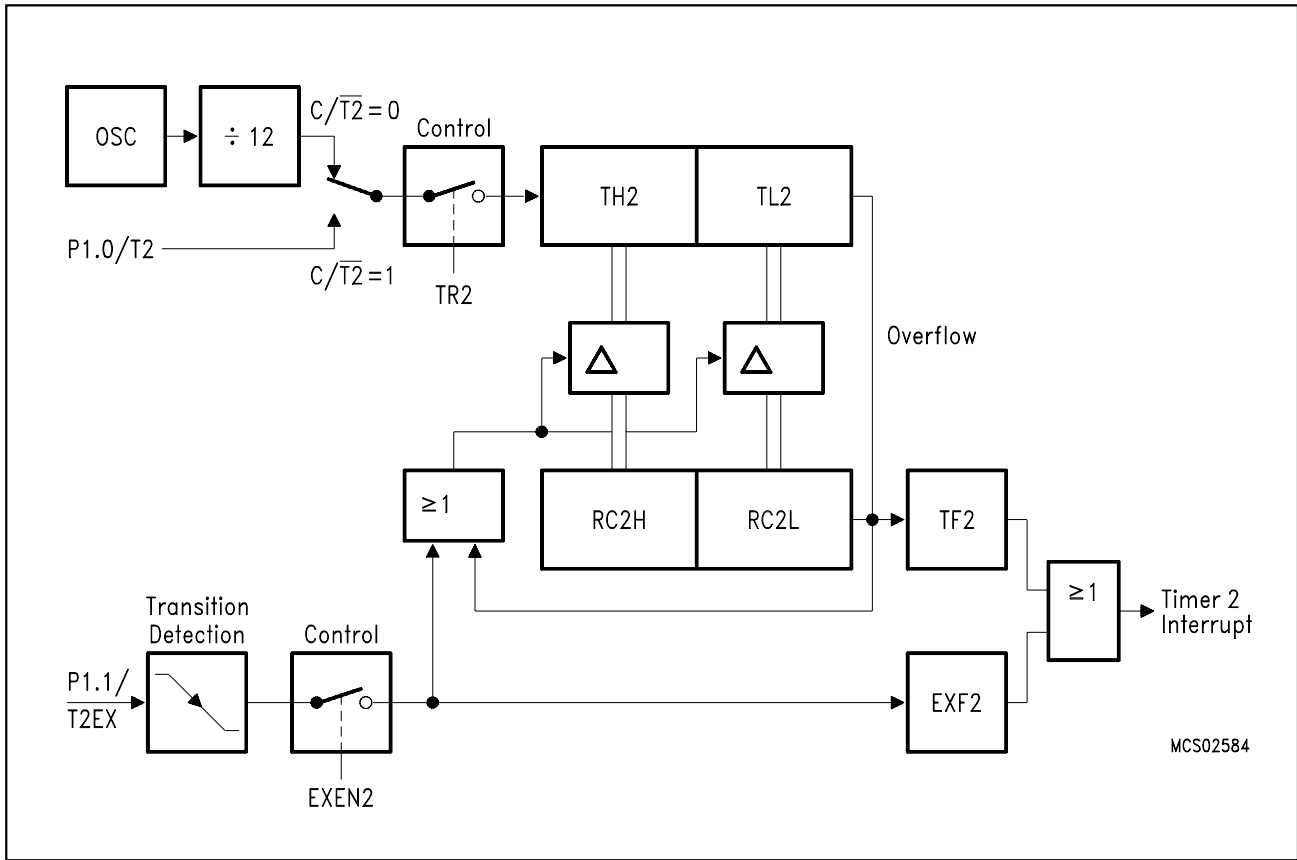 OSC
÷ 12
C/T2̅=0
Control
TH2
TL2
P1.0/T2
C/T2̅=1
TR2
Overflow
≥1
RC2H
RC2L
TF2
≥1
Timer 2
Interrupt
Transition
Detection
Control
P1.1/
T2EX
EXF2
EXEN2
MCS02584